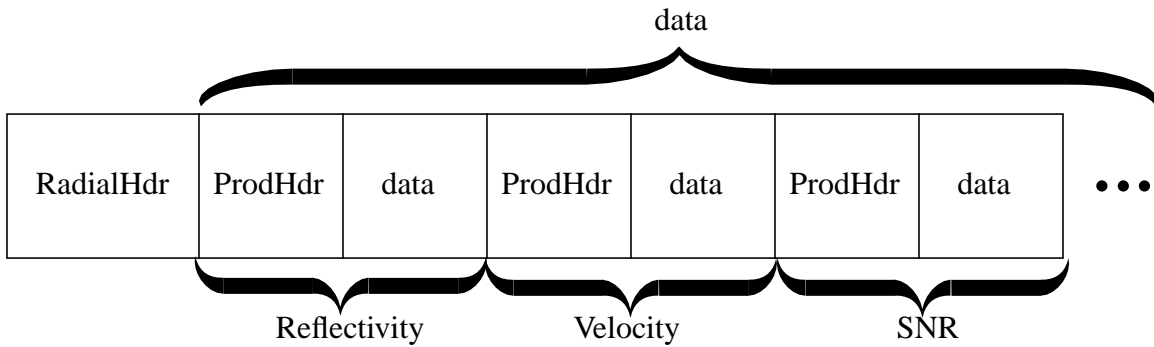 data
RadialHdr ProdHdr data ProdHdr data ProdHdr data •••
Reflectivity Velocity SNR